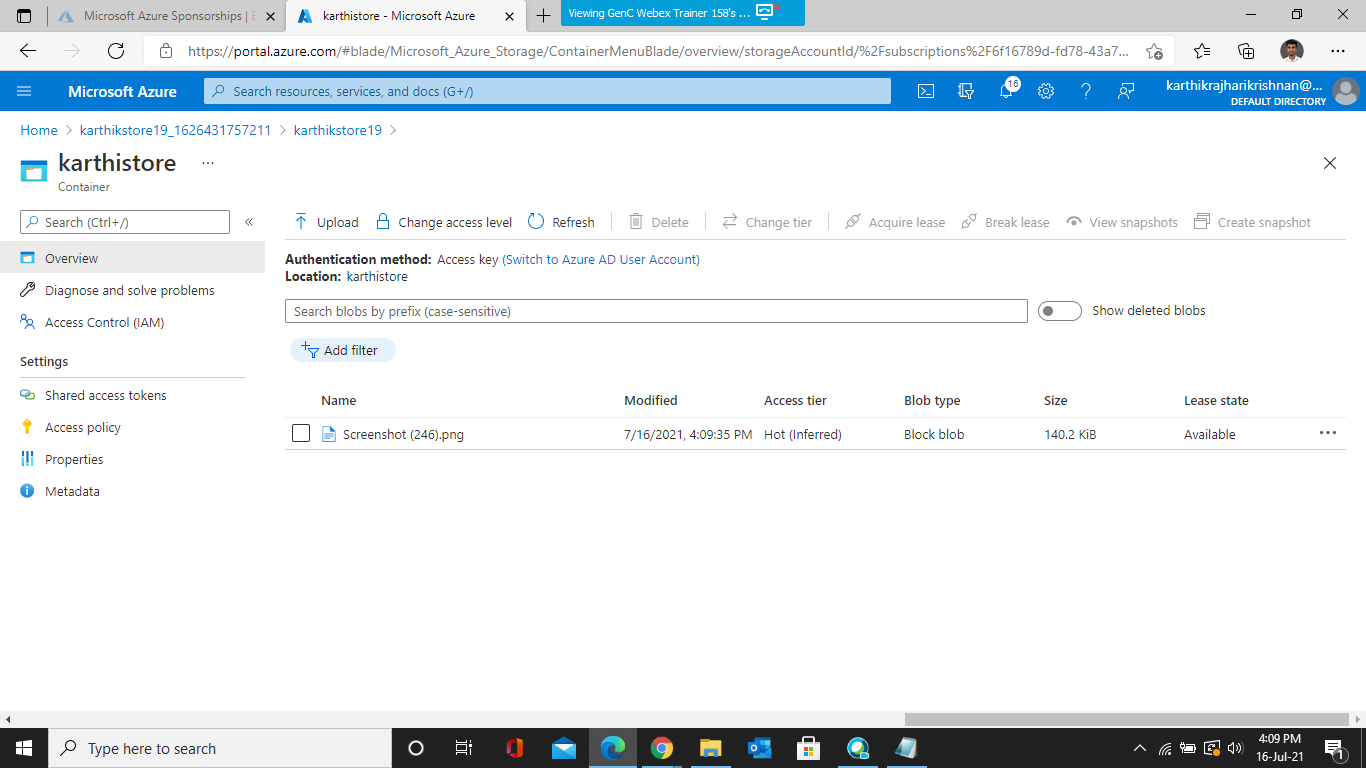 Microsoft Azure Sponsorships | B
karthistore - Microsoft Azure
Viewing GenC Webex Trainer 158's ...
https://portal.azure.com/#blade/Microsoft_Azure_Storage/ContainerMenuBlade/overview/storageAccountId/%2Fsubscriptions%2F6f16789d-fd78-43a7...
Microsoft Azure
Search resources, services, and docs (G+/)
16
karthikrajharikrishnan@...
DEFAULT DIRECTORY
Home > karthikstore19_1626431757211 > karthikstore19 >
karthistore ...
Container
Search (Ctrl+/)
«
Upload Change access level Refresh Delete Change tier Acquire lease Break lease View snapshots Create snapshot
Overview
Diagnose and solve problems
Access Control (IAM)
Settings
Shared access tokens
Access policy
Properties
Metadata
Authentication method: Access key (Switch to Azure AD User Account)
Location: karthistore
Search blobs by prefix (case-sensitive)
Show deleted blobs
Add filter
Name Modified Access tier Blob type Size Lease state
Screenshot (246).png 7/16/2021, 4:09:35 PM Hot (Inferred) Block blob 140.2 KiB Available ...
Type here to search
4:09 PM
16-Jul-21
1